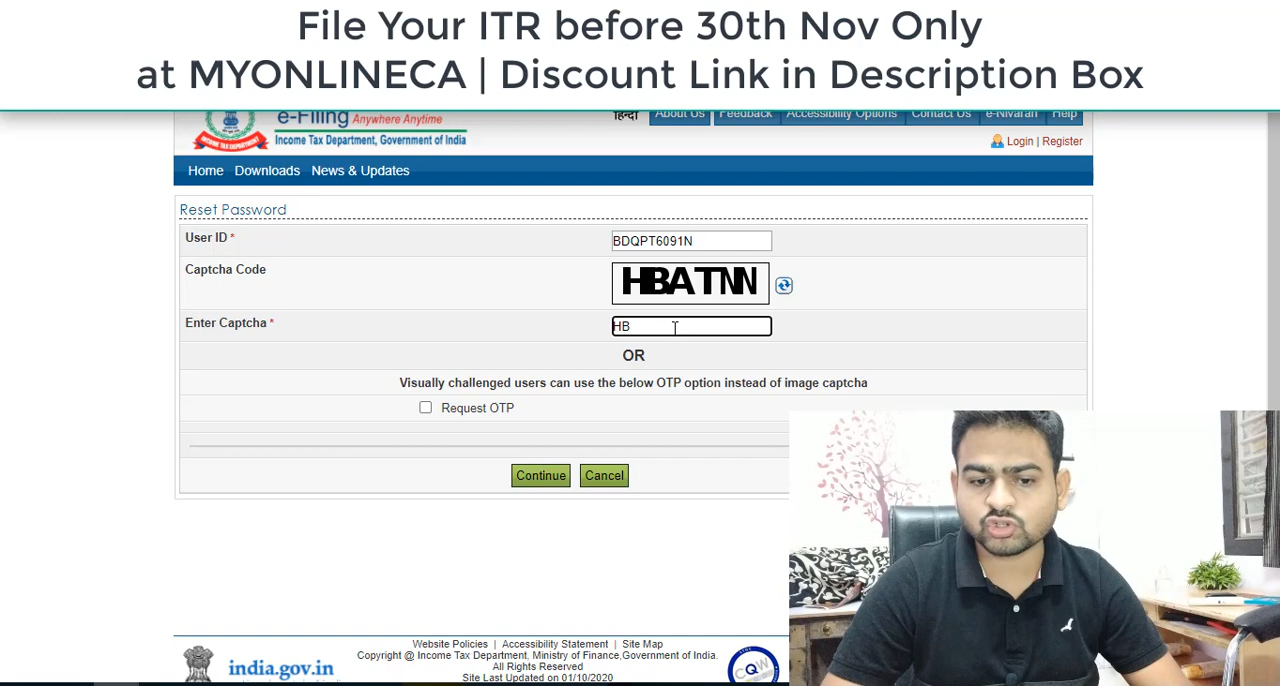 File Your ITR before 30th Nov Only
at MYONLINECA | Discount Link in Description Box
e-Filing Anywhere Anytime
Income Tax Department, Government of India
हिन्दी About Us Feedback Accessibility Options Contact Us e-Nivaran Help
Login | Register
Home Downloads News & Updates
Reset Password
User ID * BDQPT6091N
Captcha Code HBATNN
Enter Captcha * HB
OR
Visually challenged users can use the below OTP option instead of image captcha
Request OTP
Continue Cancel
Website Policies | Accessibility Statement | Site Map
Copyright @ Income Tax Department, Ministry of Finance,Government of India.
All Rights Reserved
Site Last Updated on 01/10/2020
india.gov.in
CQW